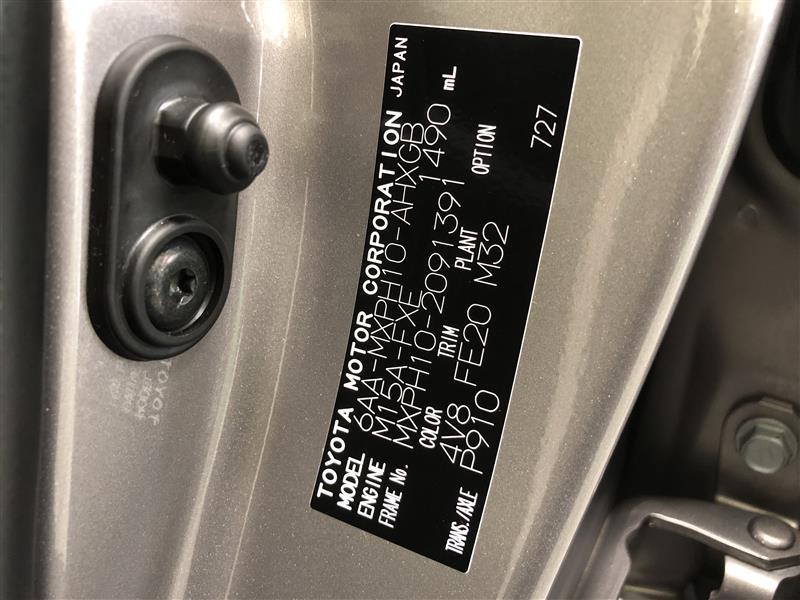 TOYOTA MOTOR CORPORATION JAPAN
MODEL 6AA-MXPH10-AHXGB
ENGINE M15A-FXE 1490 mL
FRAME No. MXPH10-2091391
COLOR TRIM PLANT OPTION
4V8 FE20 M32
TRANS./AXLE P910 727
TOYOTA